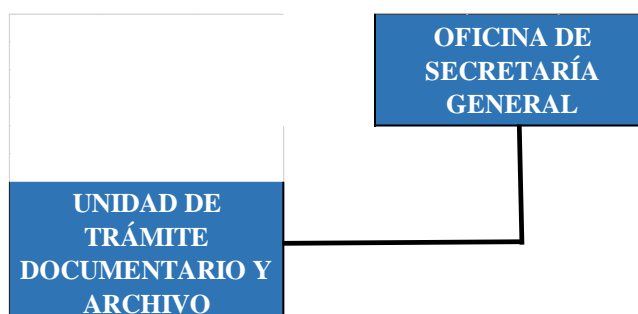 OFICINA DE
SECRETARÍA
GENERAL
UNIDAD DE
TRÁMITE
DOCUMENTARIO Y
ARCHIVO